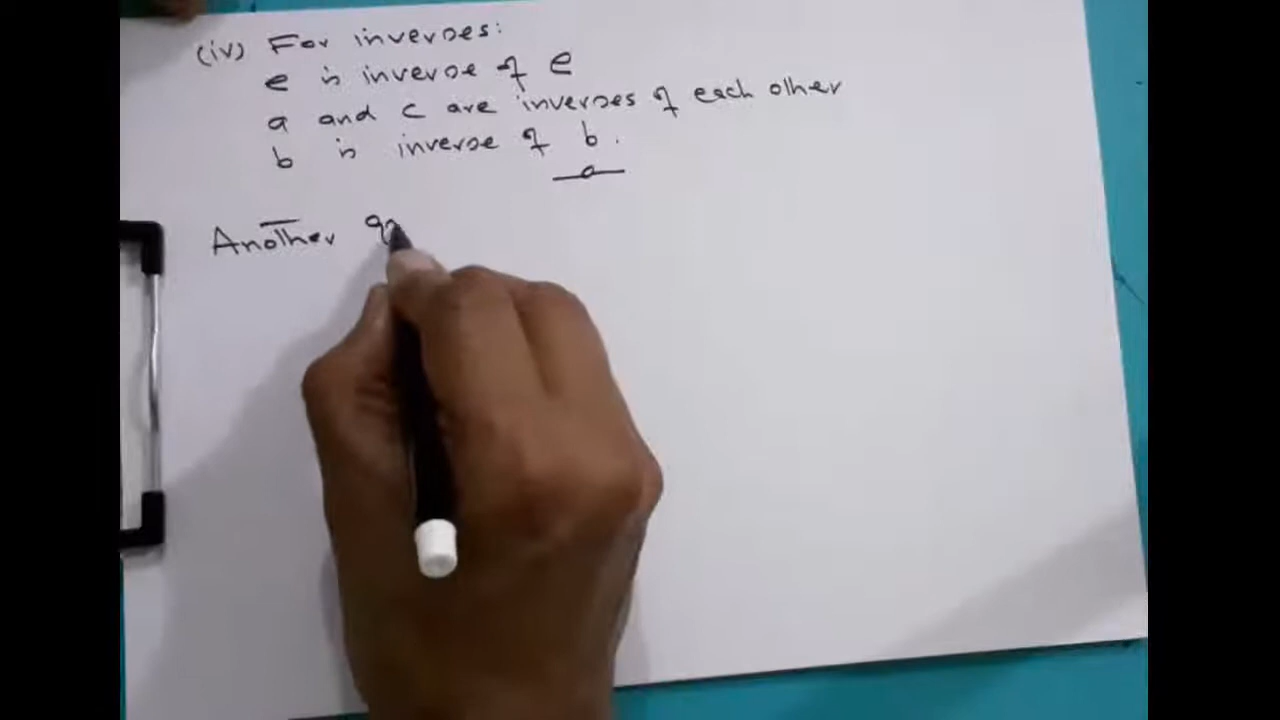 (iv) For inverses:
e is inverse of e
a and c are inverses of each other
b is inverse of b.
Another